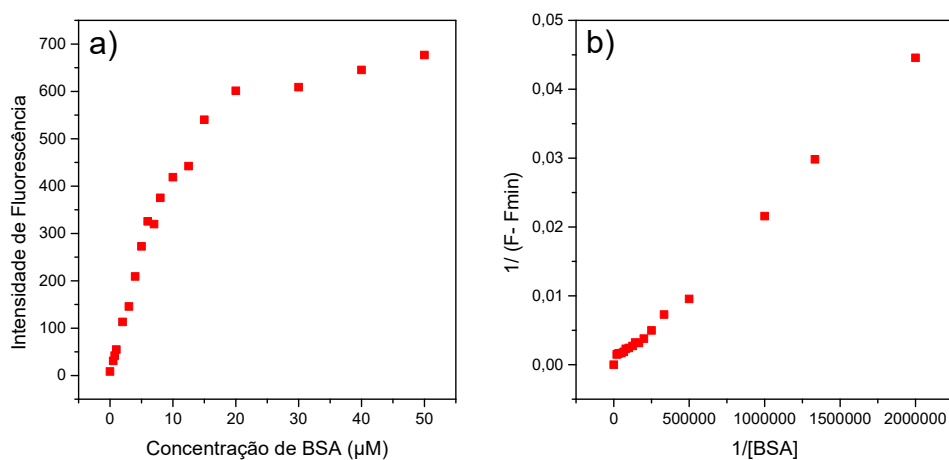 a)
Intensidade de Fluorescência
700
600
500
400
300
200
100
0
0 10 20 30 40 50
Concentração de BSA (µM)
b)
1/ (F- Fmin)
0,05
0,04
0,03
0,02
0,01
0,00
0 500000 1000000 1500000 2000000
1/[BSA]